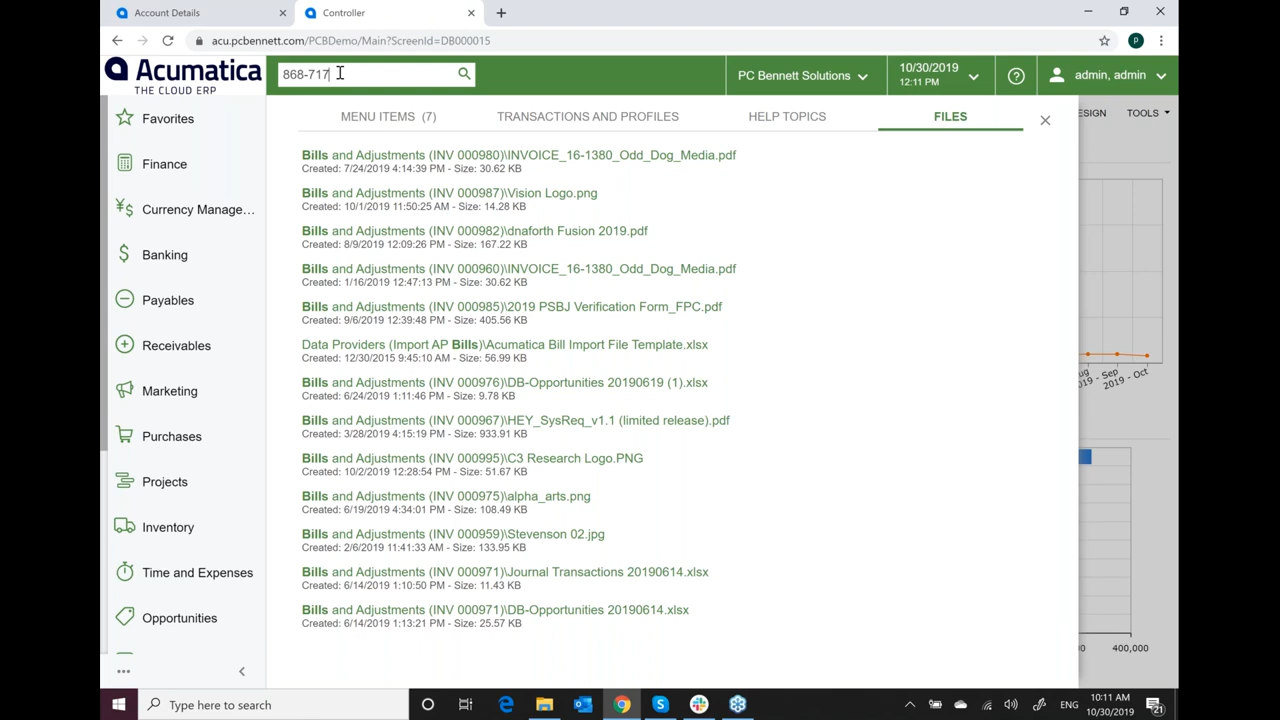 Account Details
Controller
acu.pcbennett.com/PCBDemo/Main?ScreenId=DB000015
P
Acumatica
THE CLOUD ERP
868-717
PC Bennett Solutions
10/30/2019
12:11 PM
admin, admin
MENU ITEMS (7)
TRANSACTIONS AND PROFILES
HELP TOPICS
FILES
ESIGN
TOOLS
Favorites
Finance
Currency Manage...
Banking
Payables
Receivables
Marketing
Purchases
Projects
Inventory
Time and Expenses
Opportunities
Bills and Adjustments (INV 000980)\INVOICE_16-1380_Odd_Dog_Media.pdf
Created: 7/24/2019 4:14:39 PM - Size: 30.62 KB
Bills and Adjustments (INV 000987)\Vision Logo.png
Created: 10/1/2019 11:50:25 AM - Size: 14.28 KB
Bills and Adjustments (INV 000982)\dnaforth Fusion 2019.pdf
Created: 8/9/2019 12:09:26 PM - Size: 167.22 KB
Bills and Adjustments (INV 000960)\INVOICE_16-1380_Odd_Dog_Media.pdf
Created: 1/16/2019 12:47:13 PM - Size: 30.62 KB
Bills and Adjustments (INV 000985)\2019 PSBJ Verification Form_FPC.pdf
Created: 9/6/2019 12:39:48 PM - Size: 405.56 KB
Data Providers (Import AP Bills)\Acumatica Bill Import File Template.xlsx
Created: 12/30/2015 9:45:10 AM - Size: 56.99 KB
Bills and Adjustments (INV 000976)\DB-Opportunities 20190619 (1).xlsx
Created: 6/24/2019 1:11:46 PM - Size: 9.78 KB
Bills and Adjustments (INV 000967)\HEY_SysReq_v1.1 (limited release).pdf
Created: 3/28/2019 4:15:19 PM - Size: 933.91 KB
Bills and Adjustments (INV 000995)\C3 Research Logo.PNG
Created: 10/2/2019 12:28:54 PM - Size: 51.67 KB
Bills and Adjustments (INV 000975)\alpha_arts.png
Created: 6/19/2019 4:34:01 PM - Size: 108.49 KB
Bills and Adjustments (INV 000959)\Stevenson 02.jpg
Created: 2/6/2019 11:41:33 AM - Size: 133.95 KB
Bills and Adjustments (INV 000971)\Journal Transactions 20190614.xlsx
Created: 6/14/2019 1:10:50 PM - Size: 11.43 KB
Bills and Adjustments (INV 000971)\DB-Opportunities 20190614.xlsx
Created: 6/14/2019 1:13:21 PM - Size: 25.57 KB
2019 - Sep
2019 - Oct
400,000
Type here to search
ENG
10:11 AM
10/30/2019
21